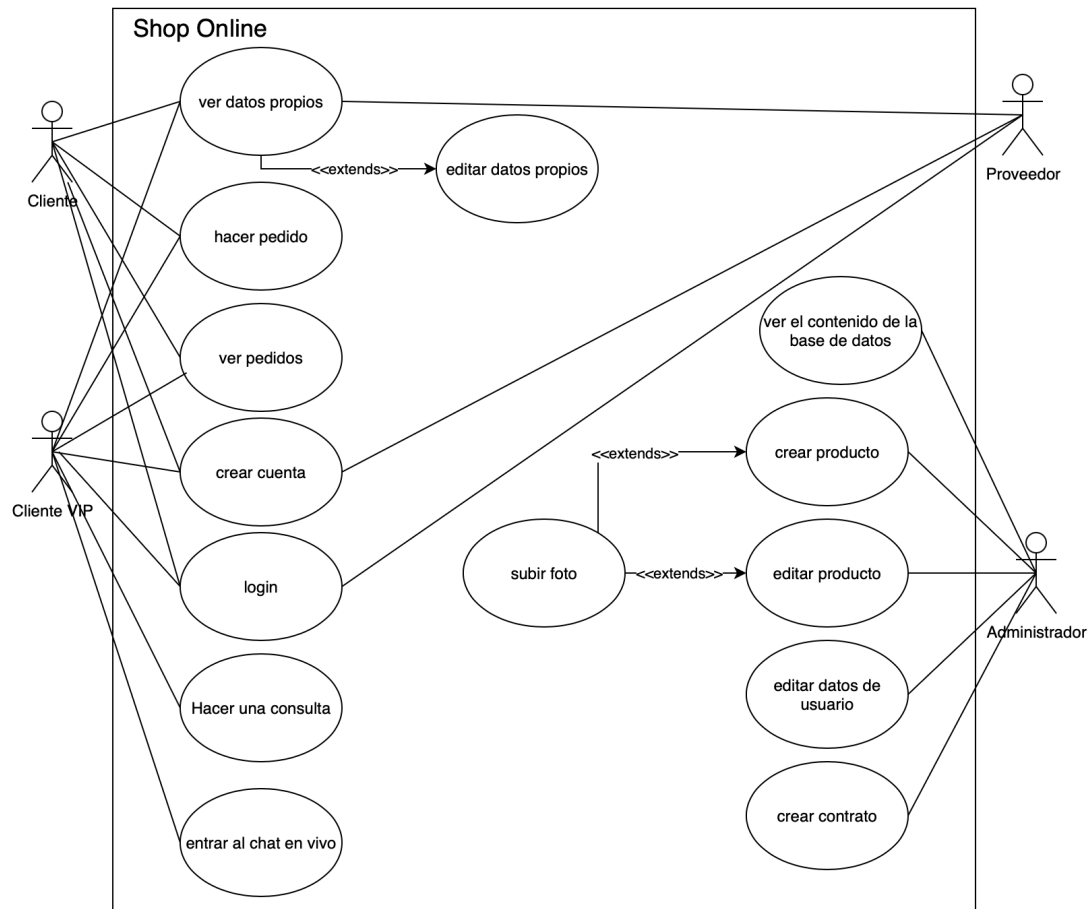 Shop Online
ver datos propios
<<extends>>
editar datos propios
Cliente
Proveedor
hacer pedido
ver pedidos
ver el contenido de la
base de datos
crear cuenta
<<extends>>
crear producto
Cliente VIP
login
subir foto
<<extends>>
editar producto
Administrador
Hacer una consulta
editar datos de
usuario
entrar al chat en vivo
crear contrato